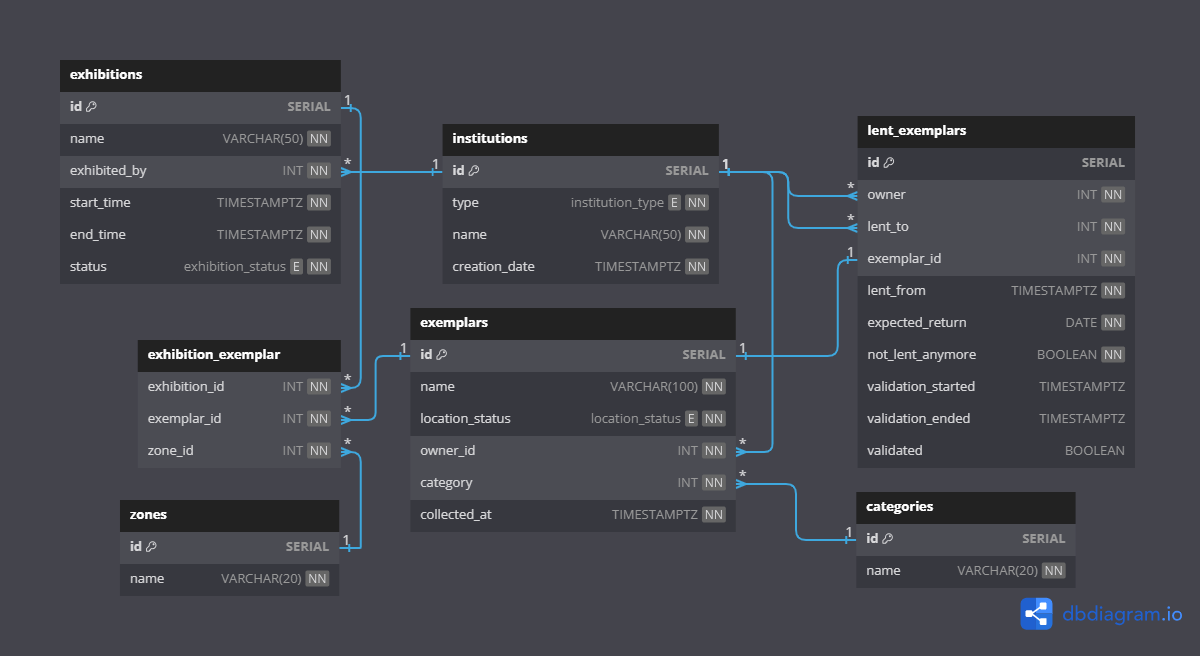 exhibitions
id SERIAL
name VARCHAR(50) NN
exhibited_by INT NN
start_time TIMESTAMPTZ NN
end_time TIMESTAMPTZ NN
status exhibition_status E NN
1
*
institutions
id SERIAL
type institution_type E NN
name VARCHAR(50) NN
creation_date TIMESTAMPTZ NN
1
1
lent_exemplars
id SERIAL
owner INT NN
lent_to INT NN
exemplar_id INT NN
lent_from TIMESTAMPTZ NN
expected_return DATE NN
not_lent_anymore BOOLEAN NN
validation_started TIMESTAMPTZ
validation_ended TIMESTAMPTZ
validated BOOLEAN
*
*
1
exhibition_exemplar
exhibition_id INT NN
exemplar_id INT NN
zone_id INT NN
*
*
*
exemplars
id SERIAL
name VARCHAR(100) NN
location_status location_status E NN
owner_id INT NN
category INT NN
collected_at TIMESTAMPTZ NN
1
1
*
*
zones
id SERIAL
name VARCHAR(20) NN
1
categories
id SERIAL
name VARCHAR(20) NN
1
dbdiagram.io